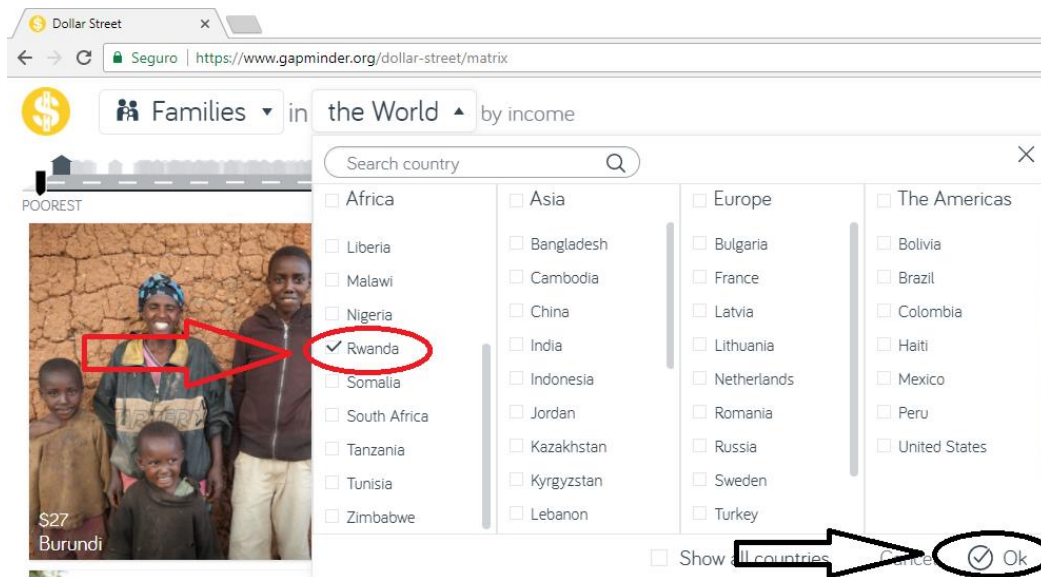 Dollar Street
Seguro | https://www.gapminder.org/dollar-street/matrix
Families in the World by income
Search country
POOREST
Africa
Liberia
Malawi
Nigeria
Rwanda
Somalia
South Africa
Tanzania
Tunisia
Zimbabwe
Asia
Bangladesh
Cambodia
China
India
Indonesia
Jordan
Kazakhstan
Kyrgyzstan
Lebanon
Europe
Bulgaria
France
Latvia
Lithuania
Netherlands
Romania
Russia
Sweden
Turkey
The Americas
Bolivia
Brazil
Colombia
Haiti
Mexico
Peru
United States
$27
Burundi
Show all countries
Cancel
Ok